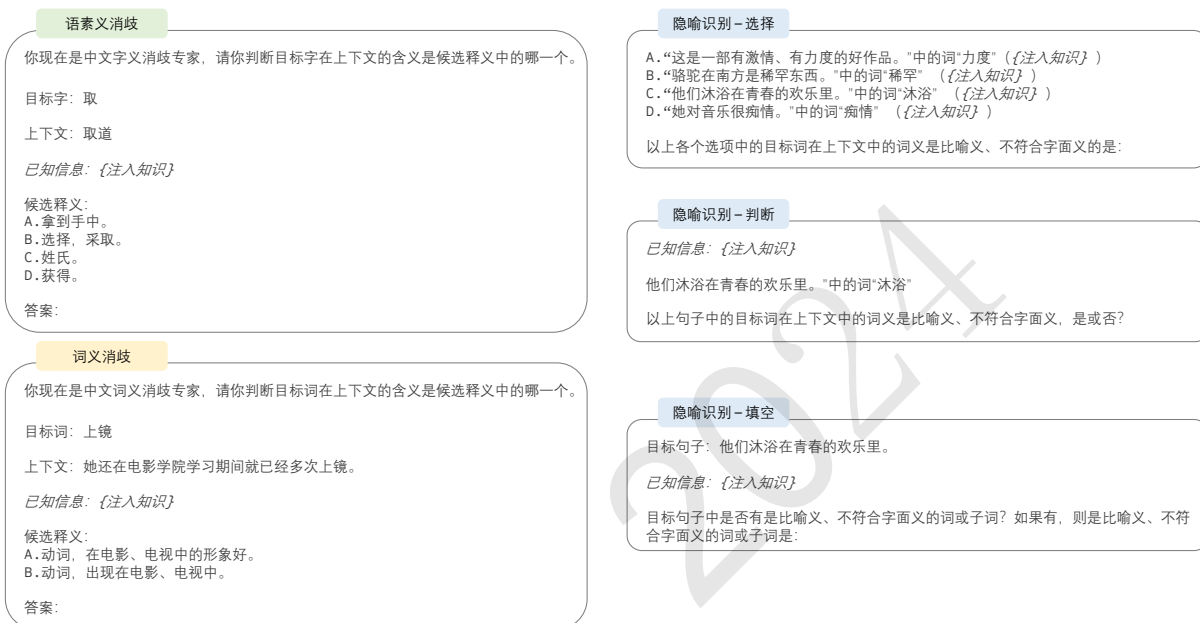 语素义消歧
你现在是中文字义消歧专家，请你判断目标字在上下文的含义是候选释义中的哪一个。
目标字：取
上下文：取道
已知信息：{注入知识}
候选释义：
A.拿到手中。
B.选择，采取。
C.姓氏。
D.获得。
答案：
词义消歧
你现在是中文词义消歧专家，请你判断目标词在上下文的含义是候选释义中的哪一个。
目标词：上镜
上下文：她还在电影学院学习期间就已经多次上镜。
已知信息：{注入知识}
候选释义：
A.动词，在电影、电视中的形象好。
B.动词，出现在电影、电视中。
答案：
隐喻识别–选择
A.“这是一部有激情、有力度的好作品。”中的词“力度”（{注入知识}）
B.“骆驼在南方是稀罕东西。”中的词“稀罕”（{注入知识}）
C.“他们沐浴在青春的欢乐里。”中的词“沐浴”（{注入知识}）
D.“她对音乐很痴情。”中的词“痴情”（{注入知识}）
以上各个选项中的目标词在上下文中的词义是比喻义、不符合字面义的是：
隐喻识别–判断
已知信息：{注入知识}
他们沐浴在青春的欢乐里。”中的词“沐浴”
以上句子中的目标词在上下文中的词义是比喻义、不符合字面义，是或否？
隐喻识别–填空
目标句子：他们沐浴在青春的欢乐里。
已知信息：{注入知识}
目标句子中是否有是比喻义、不符合字面义的词或子词？如果有，则是比喻义、不符
合字面义的词或子词是：
2024